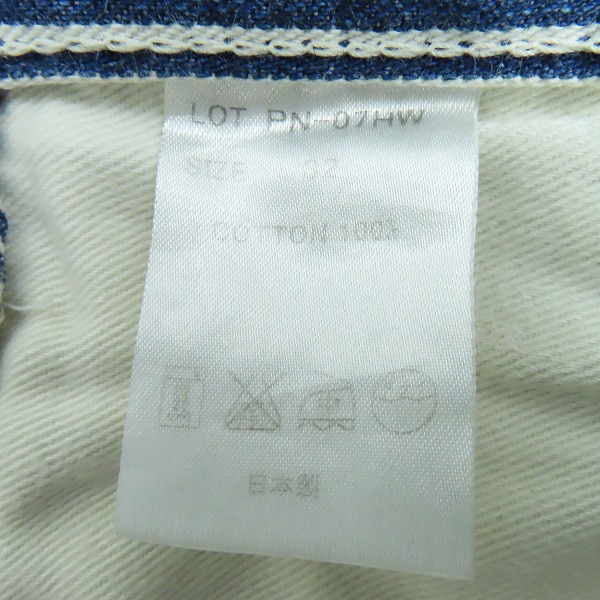 LOT PN-07HW
SIZE 32
COTTON 100%
日本製